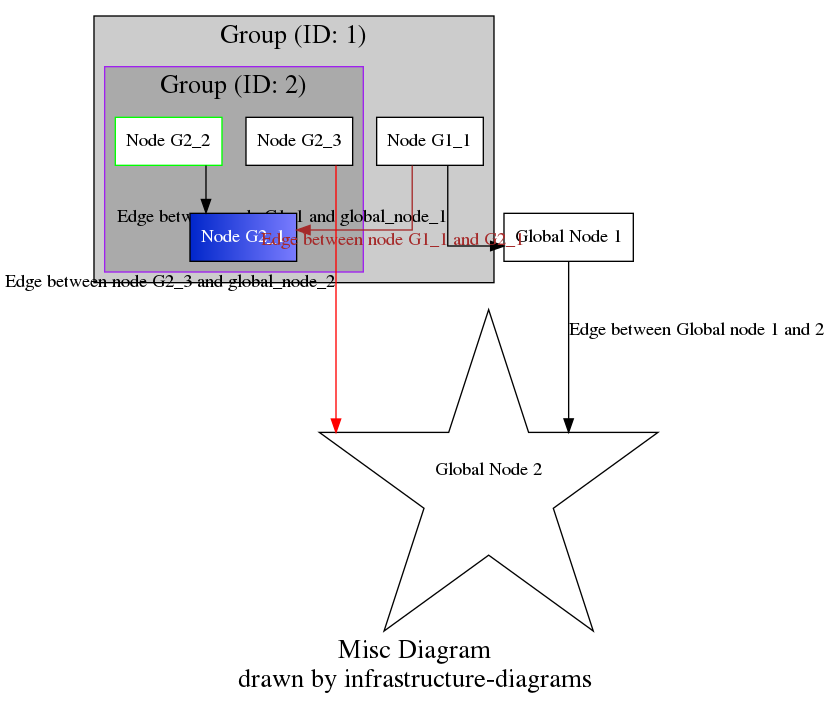 Group (ID: 1)
Group (ID: 2)
Node G2_2
Node G2_3
Node G1_1
Edge between node G1_1 and global_node_1
Node G2_1
Edge between node G1_1 and G2_1
Global Node 1
Edge between node G2_3 and global_node_2
Edge between Global node 1 and 2
Global Node 2
Misc Diagram
drawn by infrastructure-diagrams